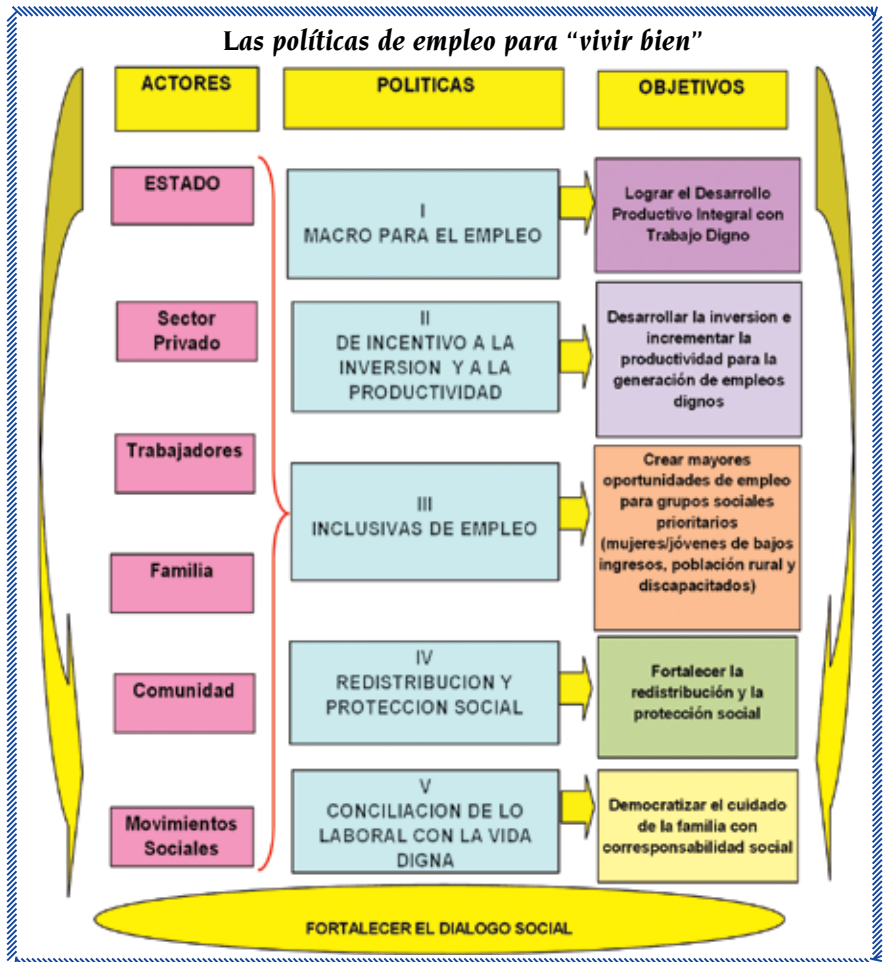 Las políticas de empleo para “vivir bien”
ACTORES
POLITICAS
OBJETIVOS
ESTADO
Sector
Privado
Trabajadores
Familia
Comunidad
Movimientos
Sociales
I
MACRO PARA EL EMPLEO
II
DE INCENTIVO A LA
INVERSION Y A LA
PRODUCTIVIDAD
III
INCLUSIVAS DE EMPLEO
IV
REDISTRIBUCION Y
PROTECCION SOCIAL
V
CONCILIACION DE LO
LABORAL CON LA VIDA
DIGNA
Lograr el Desarrollo
Productivo Integral con
Trabajo Digno
Desarrollar la inversion e
incrementar la
productividad para la
generación de empleos
dignos
Crear mayores
oportunidades de empleo
para grupos sociales
prioritarios
(mujeres/jóvenes de bajos
ingresos, población rural y
discapacitados)
Fortalecer la
redistribución y la
protección social
Democratizar el cuidado
de la familia con
corresponsabilidad social
FORTALECER EL DIALOGO SOCIAL